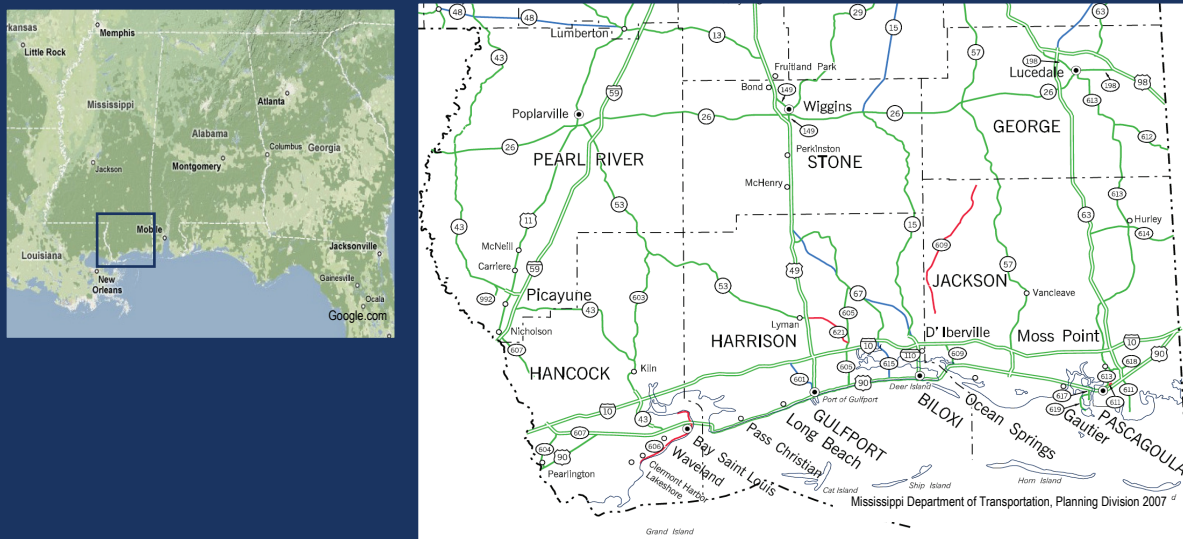 rkansas
Memphis
Little Rock
Mississippi
Atlanta
Alabama
Columbus
Georgia
Montgomery
Jackson
Mobile
Louisiana
New
Orleans
Jacksonville
Gainesville
Ocala
Google.com
48
48
Lumberton
13
29
15
63
57
43
Fruitland Park
198
Lucedale
59
Bond
149
198
98
Poplarville
Wiggins
26
613
26
149
26
GEORGE
612
26
PEARL RIVER
Perkinston
STONE
McHenry
53
613
63
Hurley
43
11
15
614
McNeill
609
59
49
57
Carriere
JACKSON
992
Picayune
603
53
67
Vancleave
43
605
Nicholson
Lyman
621
D' Iberville
Moss Point
607
HARRISON
10
110
609
10
90
HANCOCK
Kiln
605
615
618
601
90
Deer Island
613
617
611
611
Port of Gulfport
619
10
43
607
604
90
606
Pearlington
Clermont Harbor
Lakeshore
Waveland
Bay Saint Louis
Pass Christian
Long Beach
GULFPORT
BILOXI
Ocean Springs
Gautier
PASCAGOULA
Cat Island
Ship Island
Horn Island
Mississippi Department of Transportation, Planning Division 2007
d
Grand Island